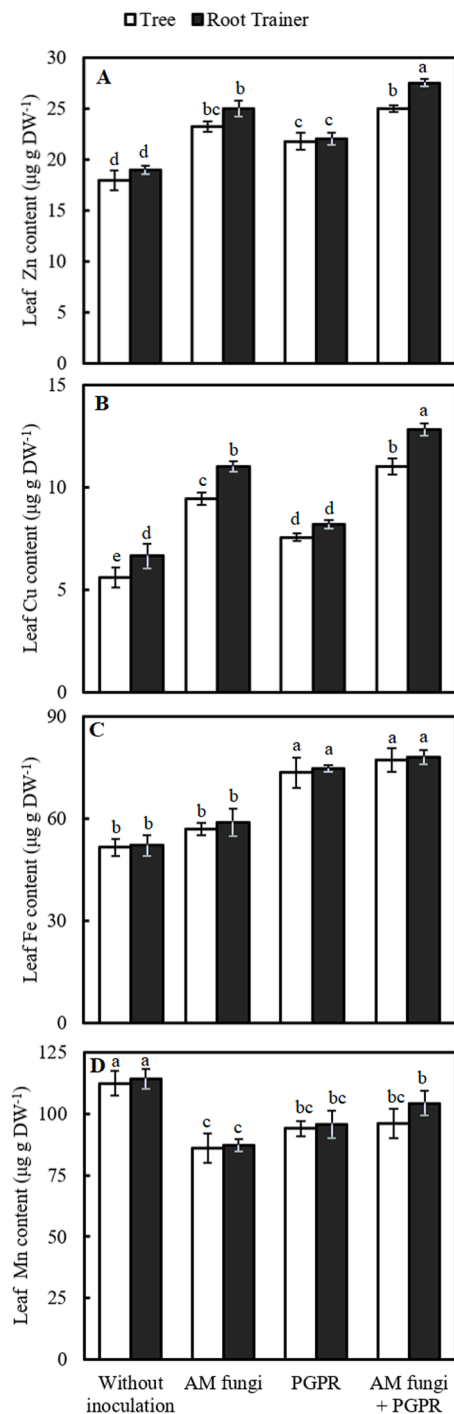 Tree Root Trainer
A
30
25
20
15
10
5
0
Leaf Zn content (µg g DW-1)
d d bc b c c b a
B
15
10
5
0
Leaf Cu content (µg g DW-1)
e d c b d d b a
C
90
60
30
0
Leaf Fe content (µg g DW-1)
b b b b a a a a
D
125
100
75
50
25
0
Leaf Mn content (µg g DW-1)
a a c c bc bc bc b
Without
inoculation
AM fungi
PGPR
AM fungi
+ PGPR